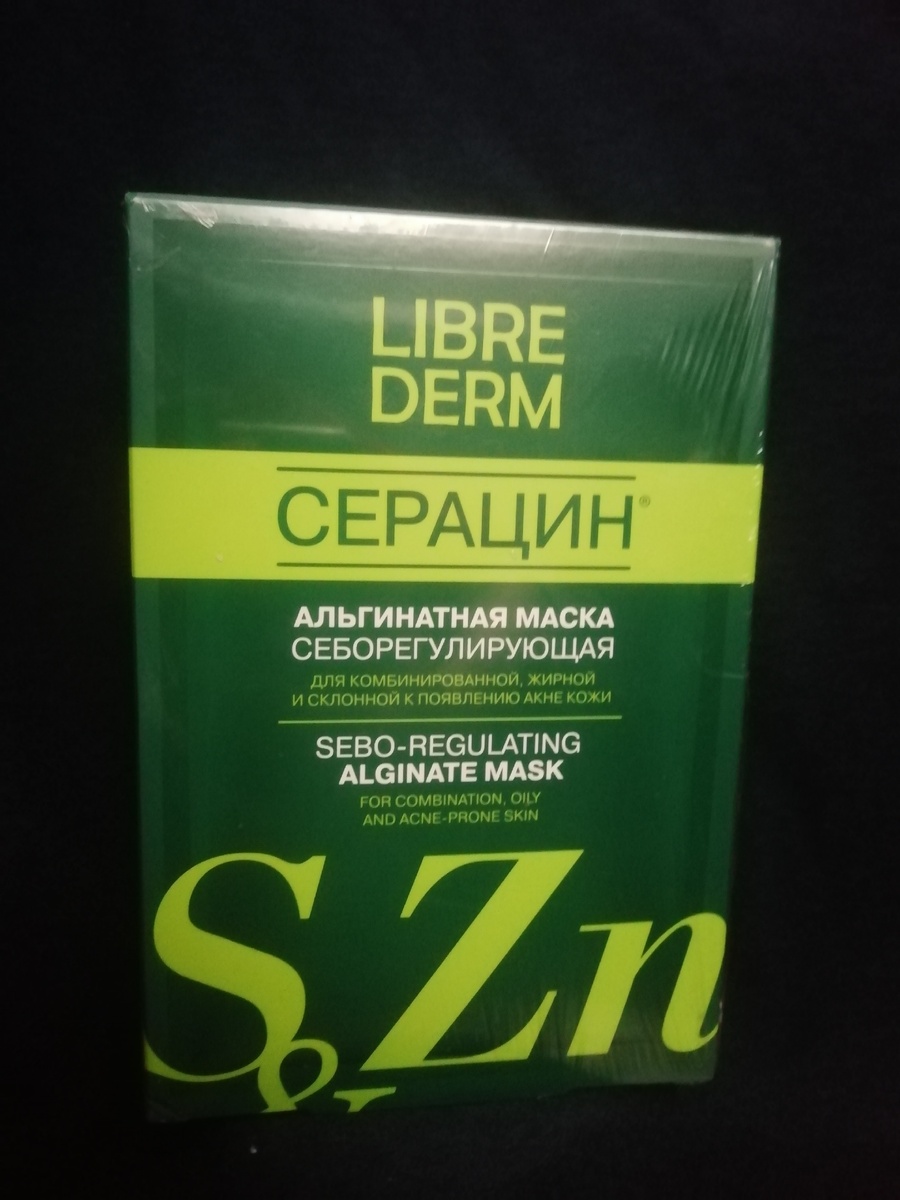 LIBRE
DERM
СЕРАЦИН®
АЛЬГИНАТНАЯ МАСКА
СЕБОРЕГУЛИРУЮЩАЯ
ДЛЯ КОМБИНИРОВАННОЙ, ЖИРНОЙ
И СКЛОННОЙ К ПОЯВЛЕНИЮ АКНЕ КОЖИ
SEBO-REGULATING
ALGINATE MASK
FOR COMBINATION, OILY
AND ACNE-PRONE SKIN
S&Zn